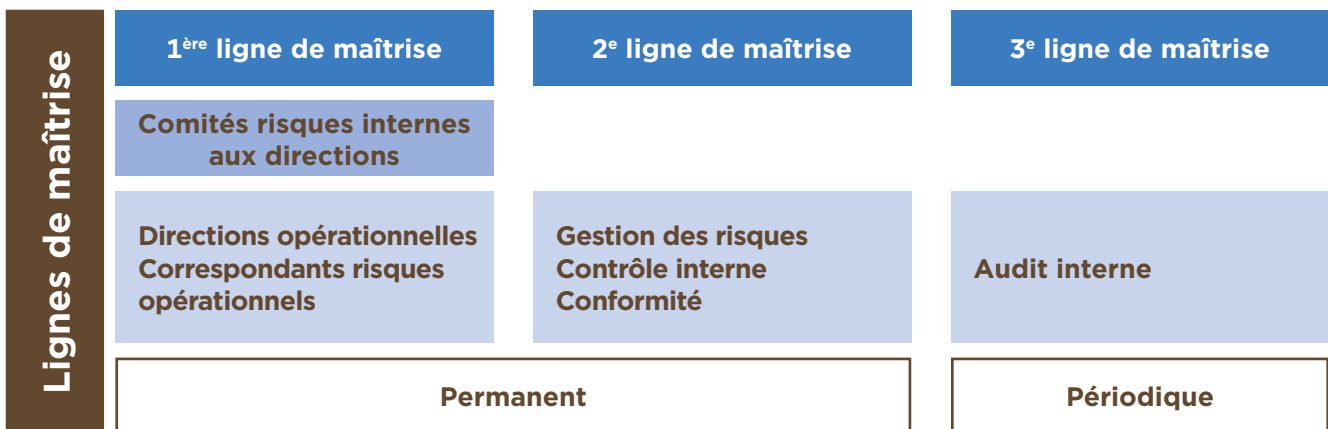 Lignes de maîtrise
1ère ligne de maîtrise
2e ligne de maîtrise
3e ligne de maîtrise
Comités risques internes
aux directions
Directions opérationnelles
Correspondants risques
opérationnels
Gestion des risques
Contrôle interne
Conformité
Audit interne
Permanent
Périodique